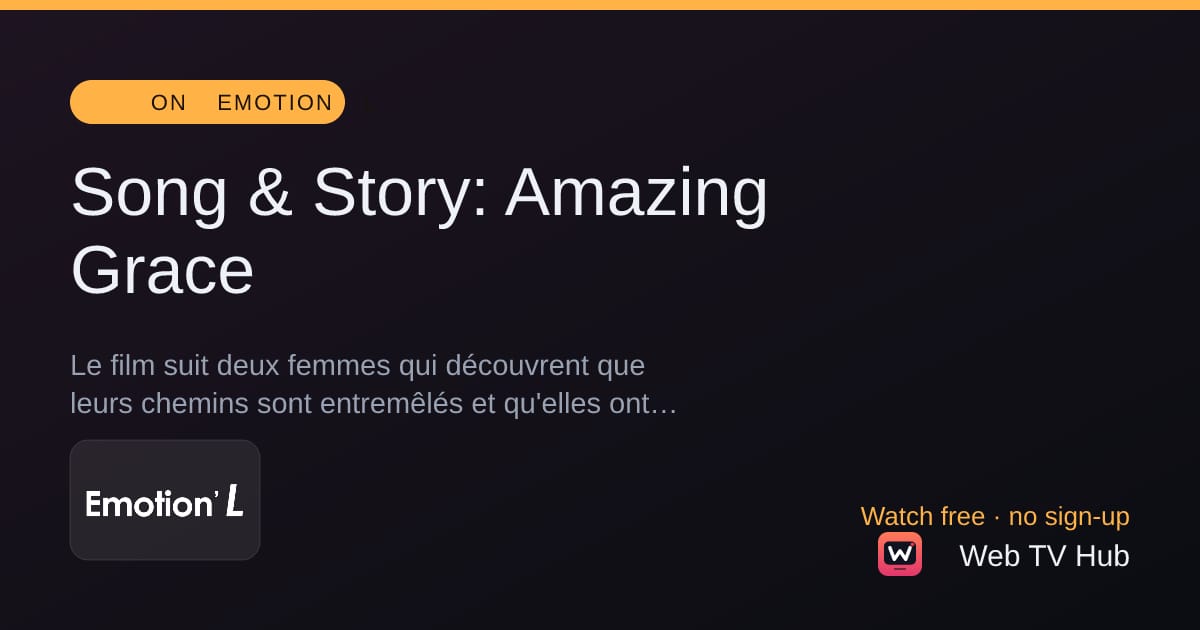 ON EMOTION
Song & Story: Amazing
Grace
Le film suit deux femmes qui découvrent que
leurs chemins sont entremêlés et qu'elles ont…
Emotion' L
Watch free · no sign-up
W
Web TV Hub